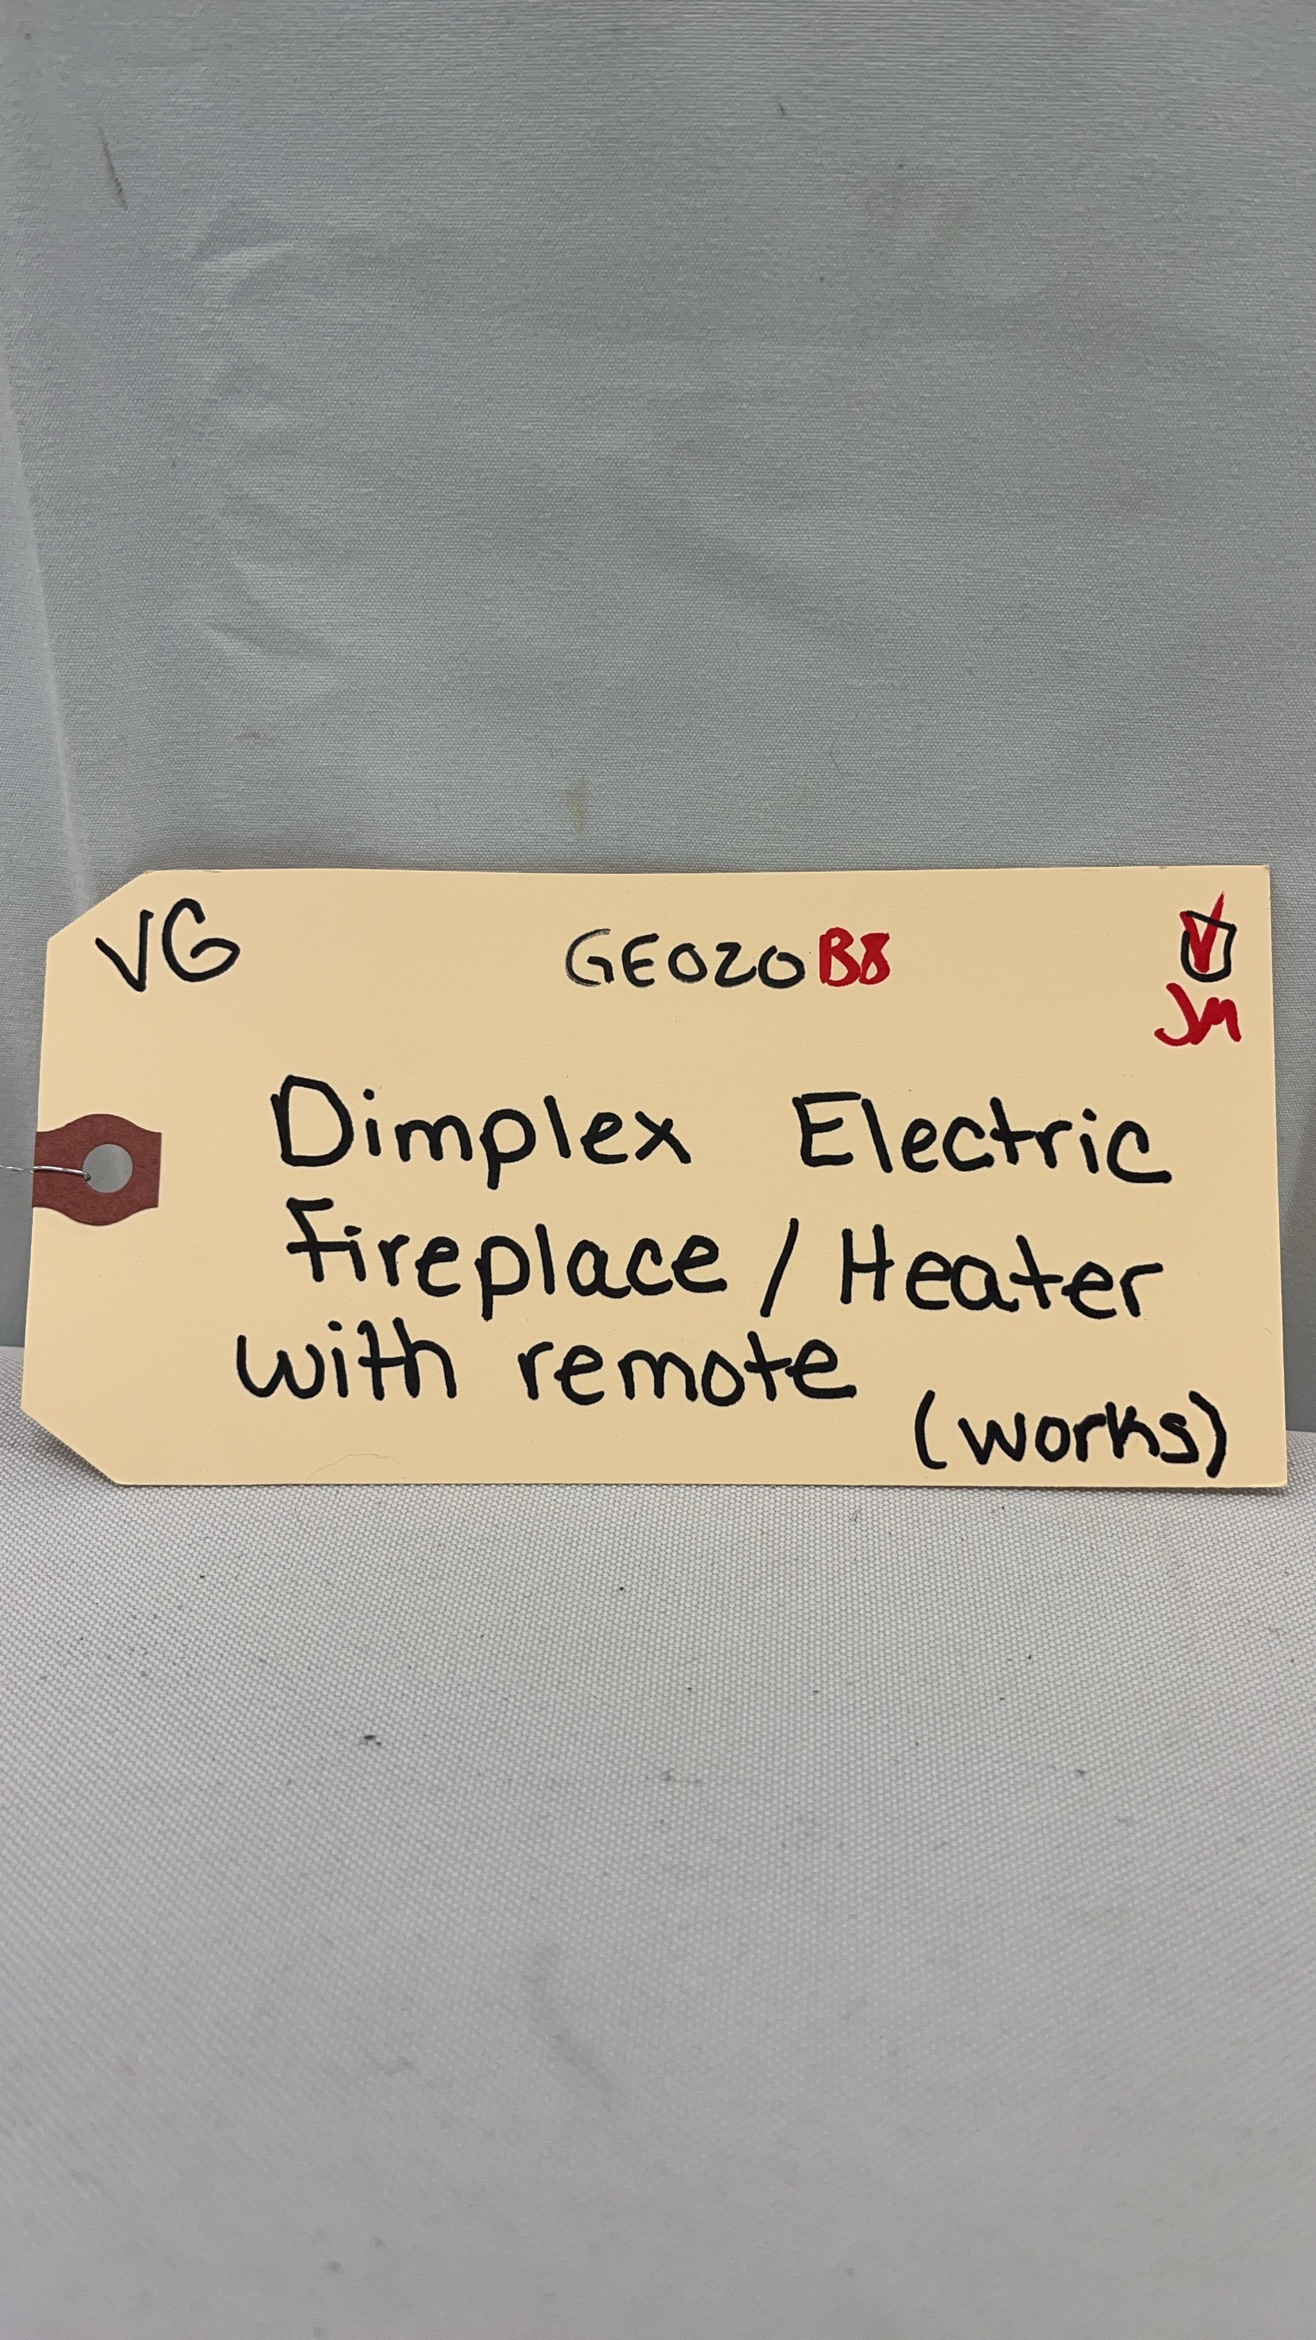 VG GE020B8
JM
Dimplex Electric
Fireplace / Heater
with remote
(works)